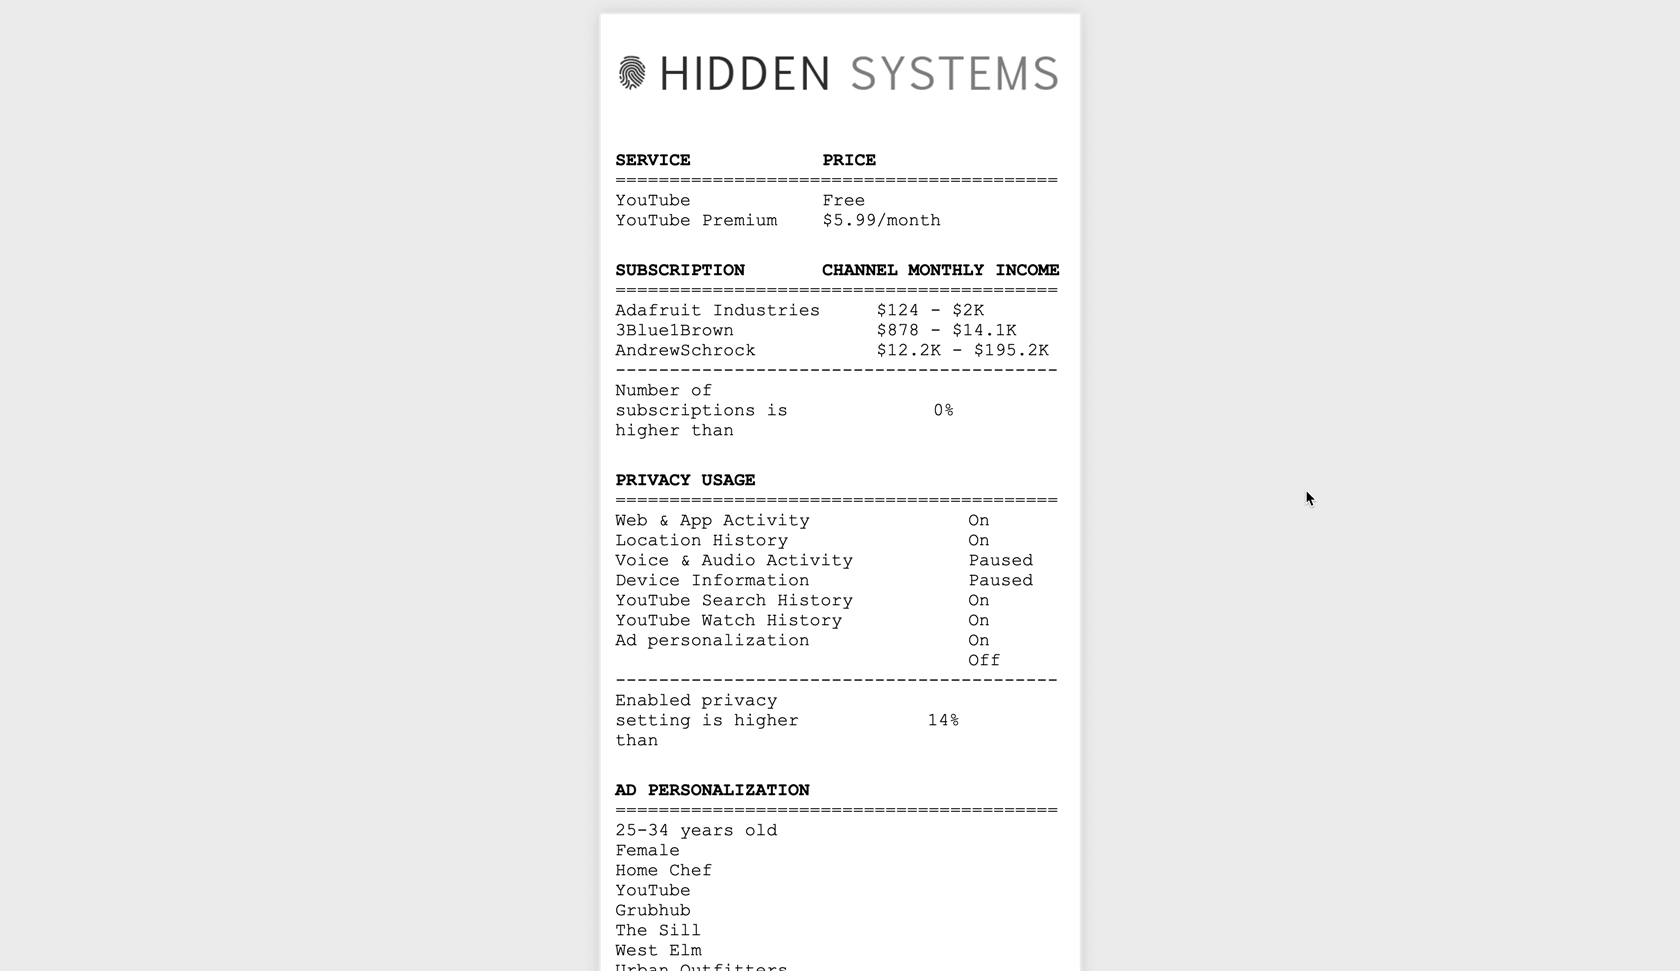 HIDDEN SYSTEMS
SERVICE PRICE
=========================================
YouTube Free
YouTube Premium $5.99/month
SUBSCRIPTION CHANNEL MONTHLY INCOME
=========================================
Adafruit Industries $124 - $2K
3Blue1Brown $878 - $14.1K
AndrewSchrock $12.2K - $195.2K
-----------------------------------------
Number of
subscriptions is 0%
higher than
PRIVACY USAGE
=========================================
Web & App Activity On
Location History On
Voice & Audio Activity Paused
Device Information Paused
YouTube Search History On
YouTube Watch History On
Ad personalization On
Off
-----------------------------------------
Enabled privacy
setting is higher 14%
than
AD PERSONALIZATION
=========================================
25-34 years old
Female
Home Chef
YouTube
Grubhub
The Sill
West Elm
Urban Outfitters